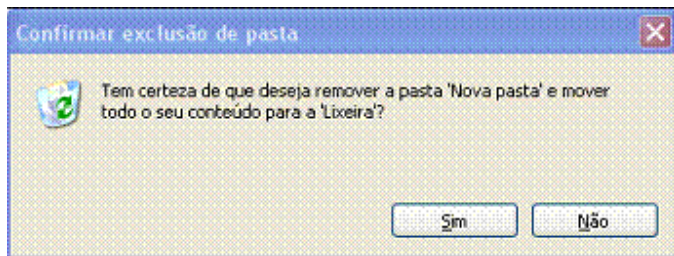 Confirmar exclusão de pasta
Tem certeza de que deseja remover a pasta 'Nova pasta' e mover
todo o seu conteúdo para a 'Lixeira'?
Sim
Não